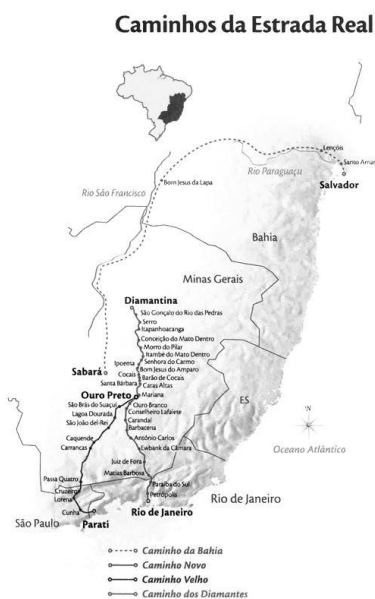 Caminhos da Estrada Real
Lençóis
Santo Amar
Rio Paraguaçu
Salvador
Bom Jesus da Lapa
Rio São Francisco
Bahia
Minas Gerais
Diamantina
São Gonçalo do Rio das Pedras
Serro
Itapanhoacanga
Conceição do Mato Dentro
Morro do Pilar
Itambé do Mato Dentro
Ipoema
Senhora do Carmo
Sabará
Cocais
Bom Jesus do Amparo
Barão de Cocais
Santa Bárbara
Catas Altas
Ouro Preto
Mariana
São Brás do Suaçuí
Ouro Branco
Lagoa Dourada
Conselheiro Lafaiete
São João del-Rei
Carandaí
Barbacena
ES
Caquende
Antônio Carlos
Carrancas
Ewbank da Câmara
Oceano Atlântico
Juiz de Fora
Matias Barbosa
Passa Quatro
Paraíba do Sul
Cruzeiro
Petrópolis
Lorena
Rio de Janeiro
Cunha
Rio de Janeiro
São Paulo
Parati
Caminho da Bahia
Caminho Novo
Caminho Velho
Caminho dos Diamantes